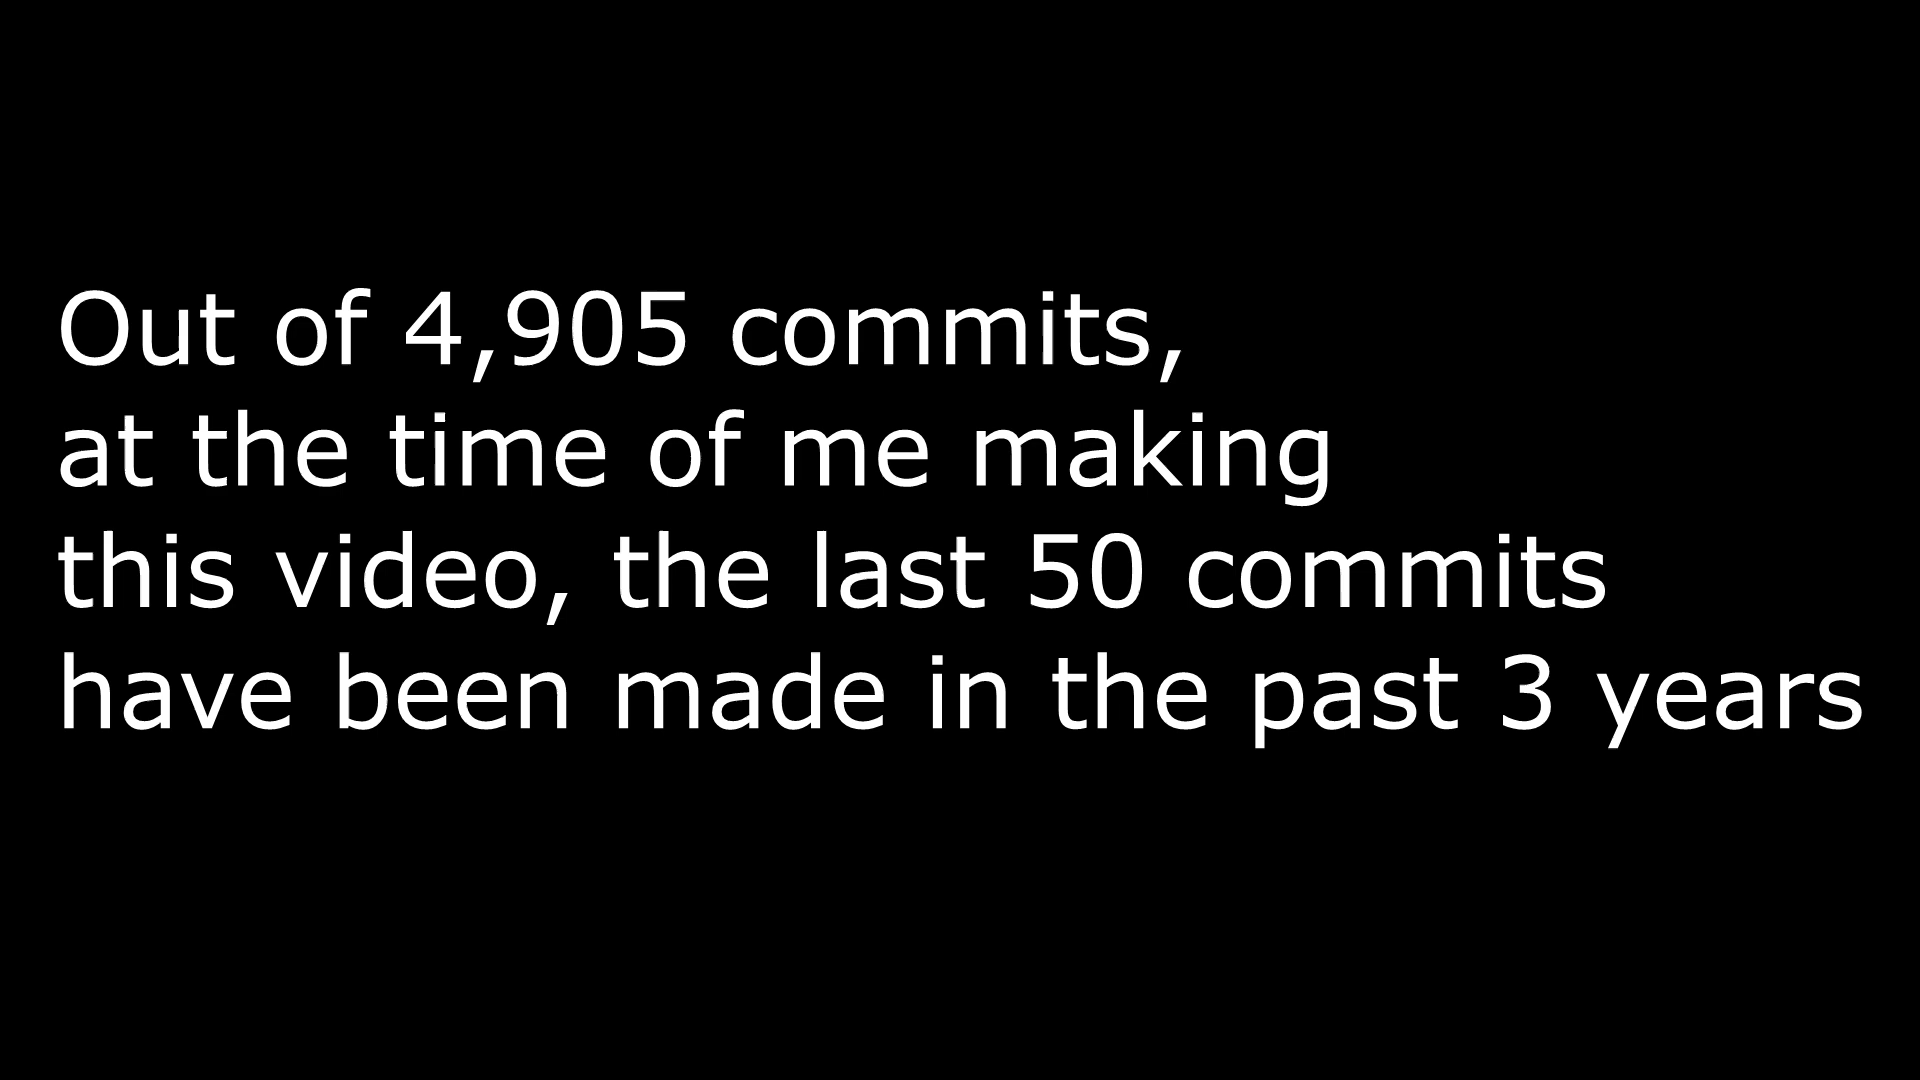 Out of 4,905 commits,
at the time of me making
this video, the last 50 commits
have been made in the past 3 years